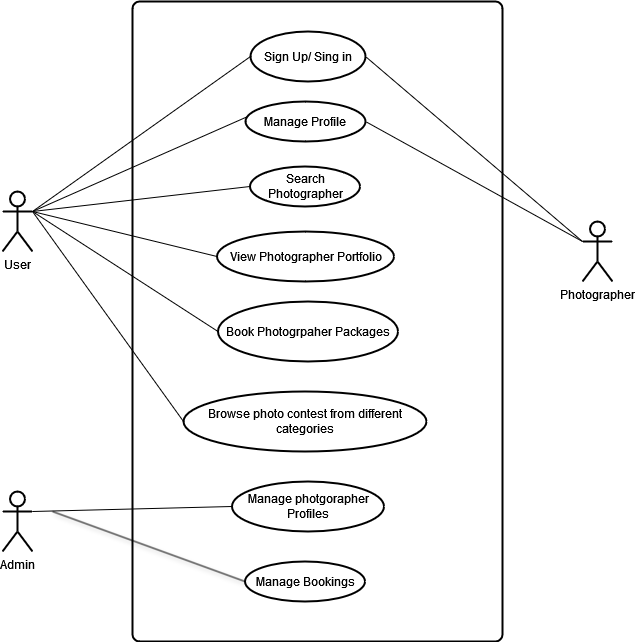 Sign Up/ Sing in
Manage Profile
Search
Photographer
User
View Photographer Portfolio
Photographer
Book Photogrpaher Packages
Browse photo contest from different
categories
Manage photgorapher
Profiles
Admin
Manage Bookings